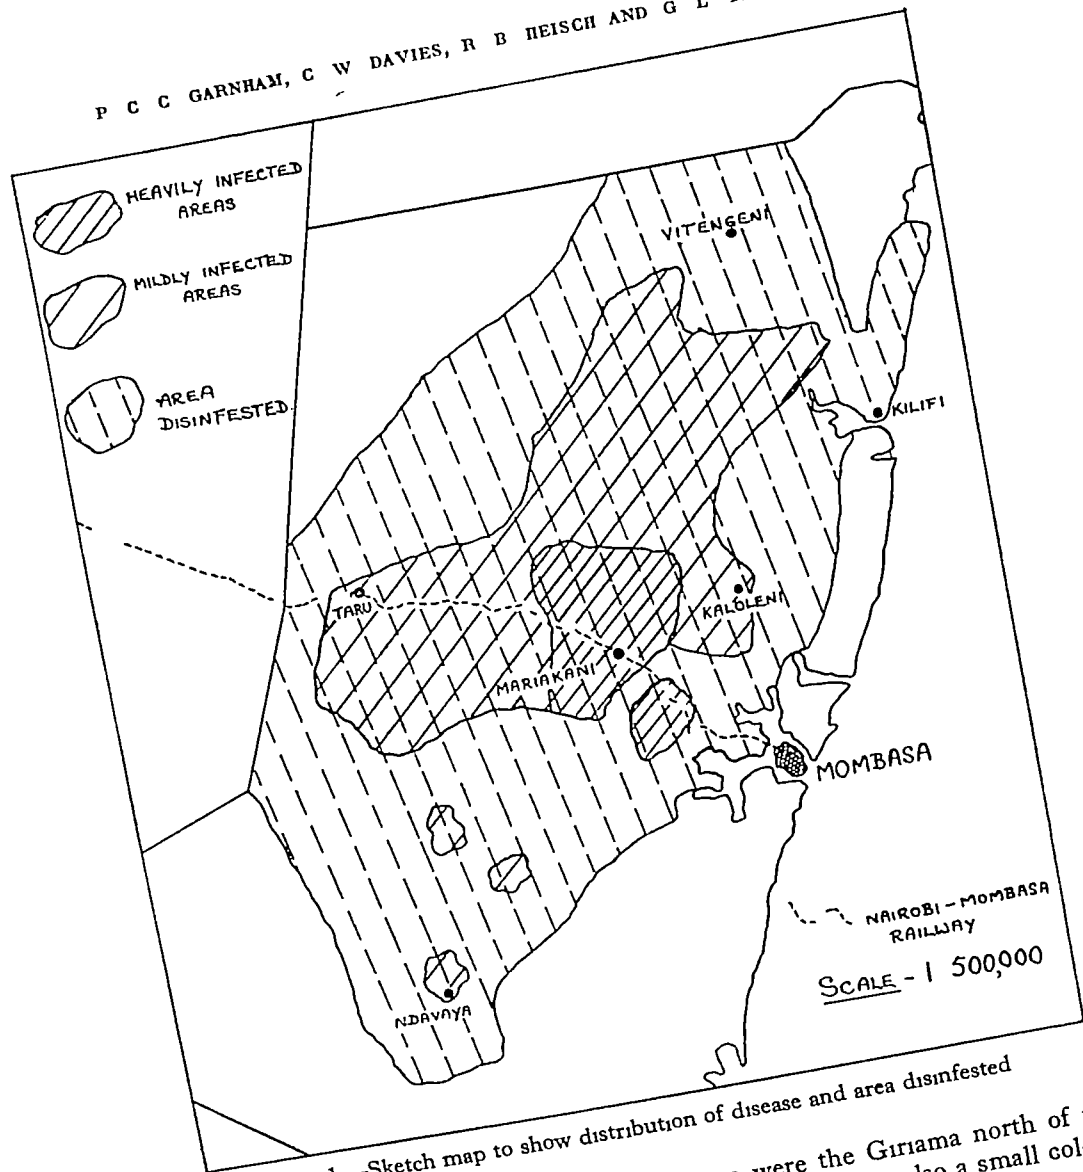 P C C GARNHAM, C W DAVIES, R B HEISCH AND G L
HEAVILY INFECTED
AREAS
MILDLY INFECTED
AREAS
AREA
DISINFESTED.
VITENGENI
KILIFI
TARU
KALOLENI
MARIAKANI
MOMBASA
NAIROBI-MOMBASA
RAILWAY
SCALE - 1 500,000
NDAVAYA
Sketch map to show distribution of disease and area disinfested
were the Giriama north of
also a small